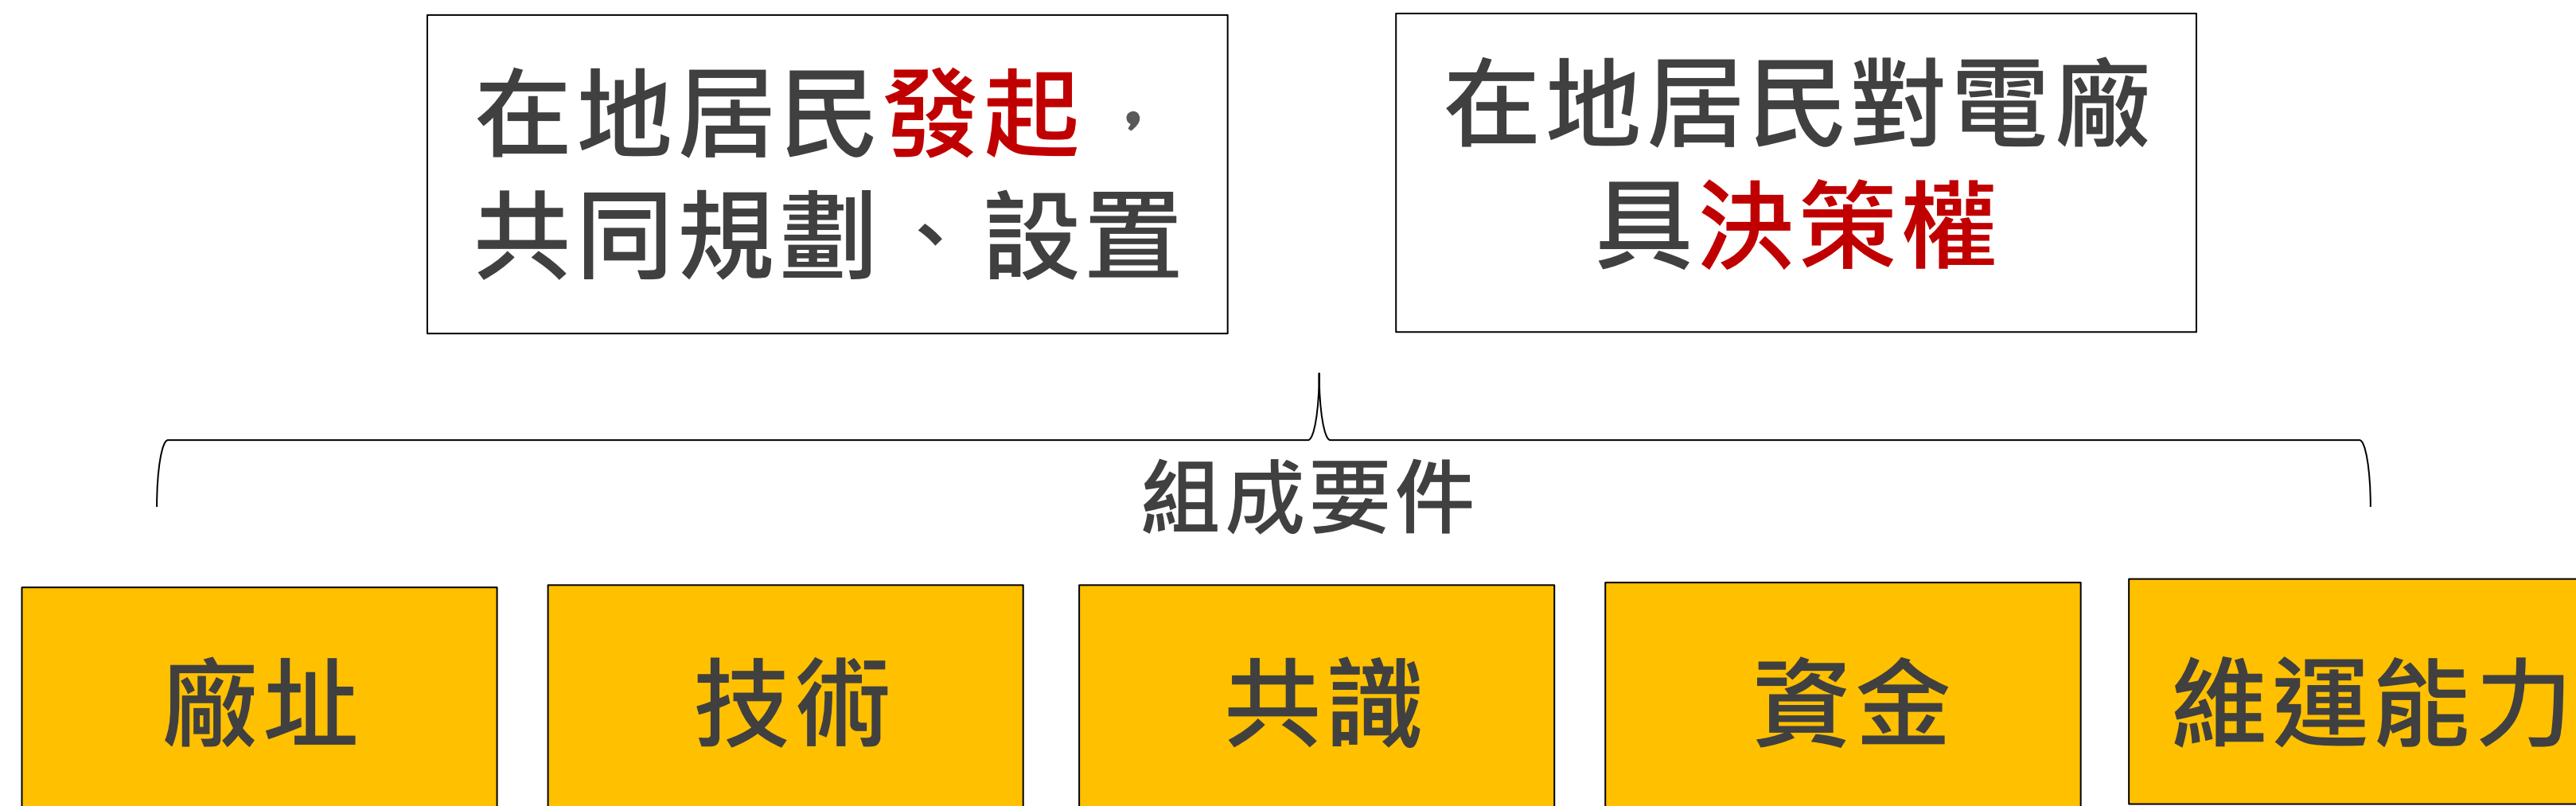 在地居民發起，
共同規劃、設置
在地居民對電廠
具決策權
組成要件
廠址
技術
共識
資金
維運能力